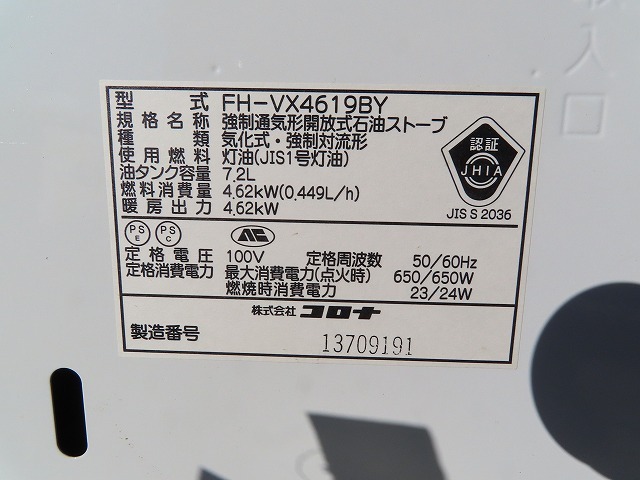 型式 FH-VX4619BY
規格名称 強制通気形開放式石油ストーブ
種類 気化式・強制対流形
使用燃料 灯油(JIS1号灯油)
油タンク容量 7.2L
燃料消費量 4.62kW(0.449L/h)
暖房出力 4.62kW
認証
JHIA
JIS S 2036
PS E PS C
定格電圧 100V 定格周波数 50/60Hz
定格消費電力 最大消費電力(点火時) 650/650W
燃焼時消費電力 23/24W
株式会社 コロナ
製造番号 13709191
入口